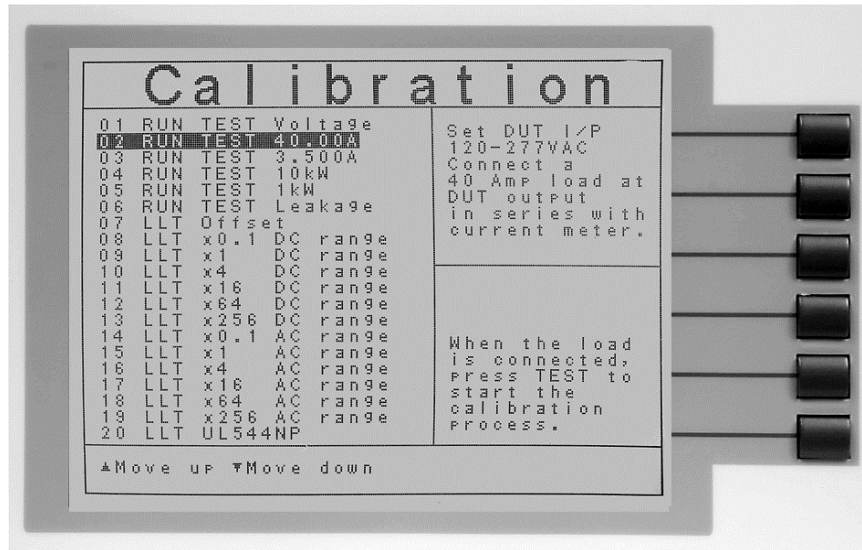 Calibration
01 RUN TEST Voltage
02 RUN TEST 40.00A
03 RUN TEST 3.500A
04 RUN TEST 10kW
05 RUN TEST 1kW
06 RUN TEST Leakage
07 LLT Offset
08 LLT x0.1 DC range
09 LLT x1 DC range
10 LLT x4 DC range
11 LLT x16 DC range
12 LLT x64 DC range
13 LLT x256 DC range
14 LLT x0.1 AC range
15 LLT x1 AC range
16 LLT x4 AC range
17 LLT x16 AC range
18 LLT x64 AC range
19 LLT x256 AC range
20 LLT UL544NP
Set DUT I/P
120-277VAC
Connect a
40 Amp load at
DUT output
in series with
current meter.
When the load
is connected,
press TEST to
start the
calibration
process.
▲Move up ▼Move down